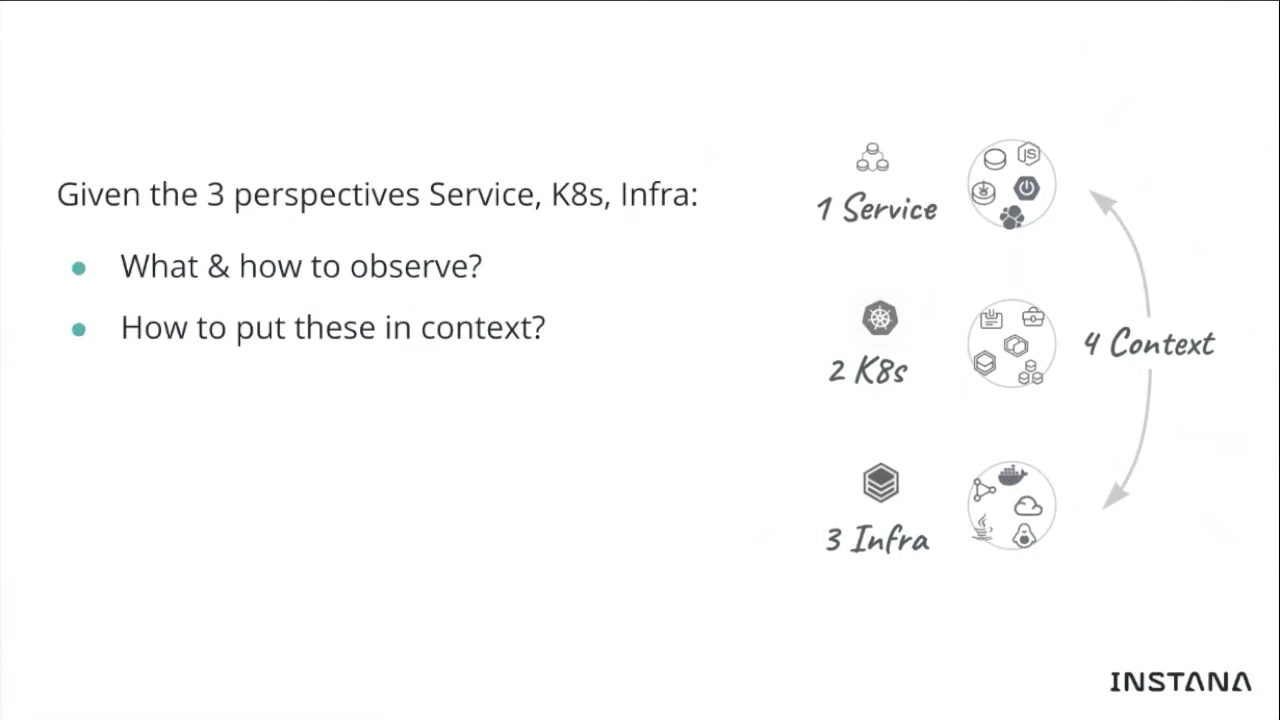 Given the 3 perspectives Service, K8s, Infra:
What & how to observe?
How to put these in context?
JS
1 Service
2 K8s
4 Context
3 Infra
INSTANA